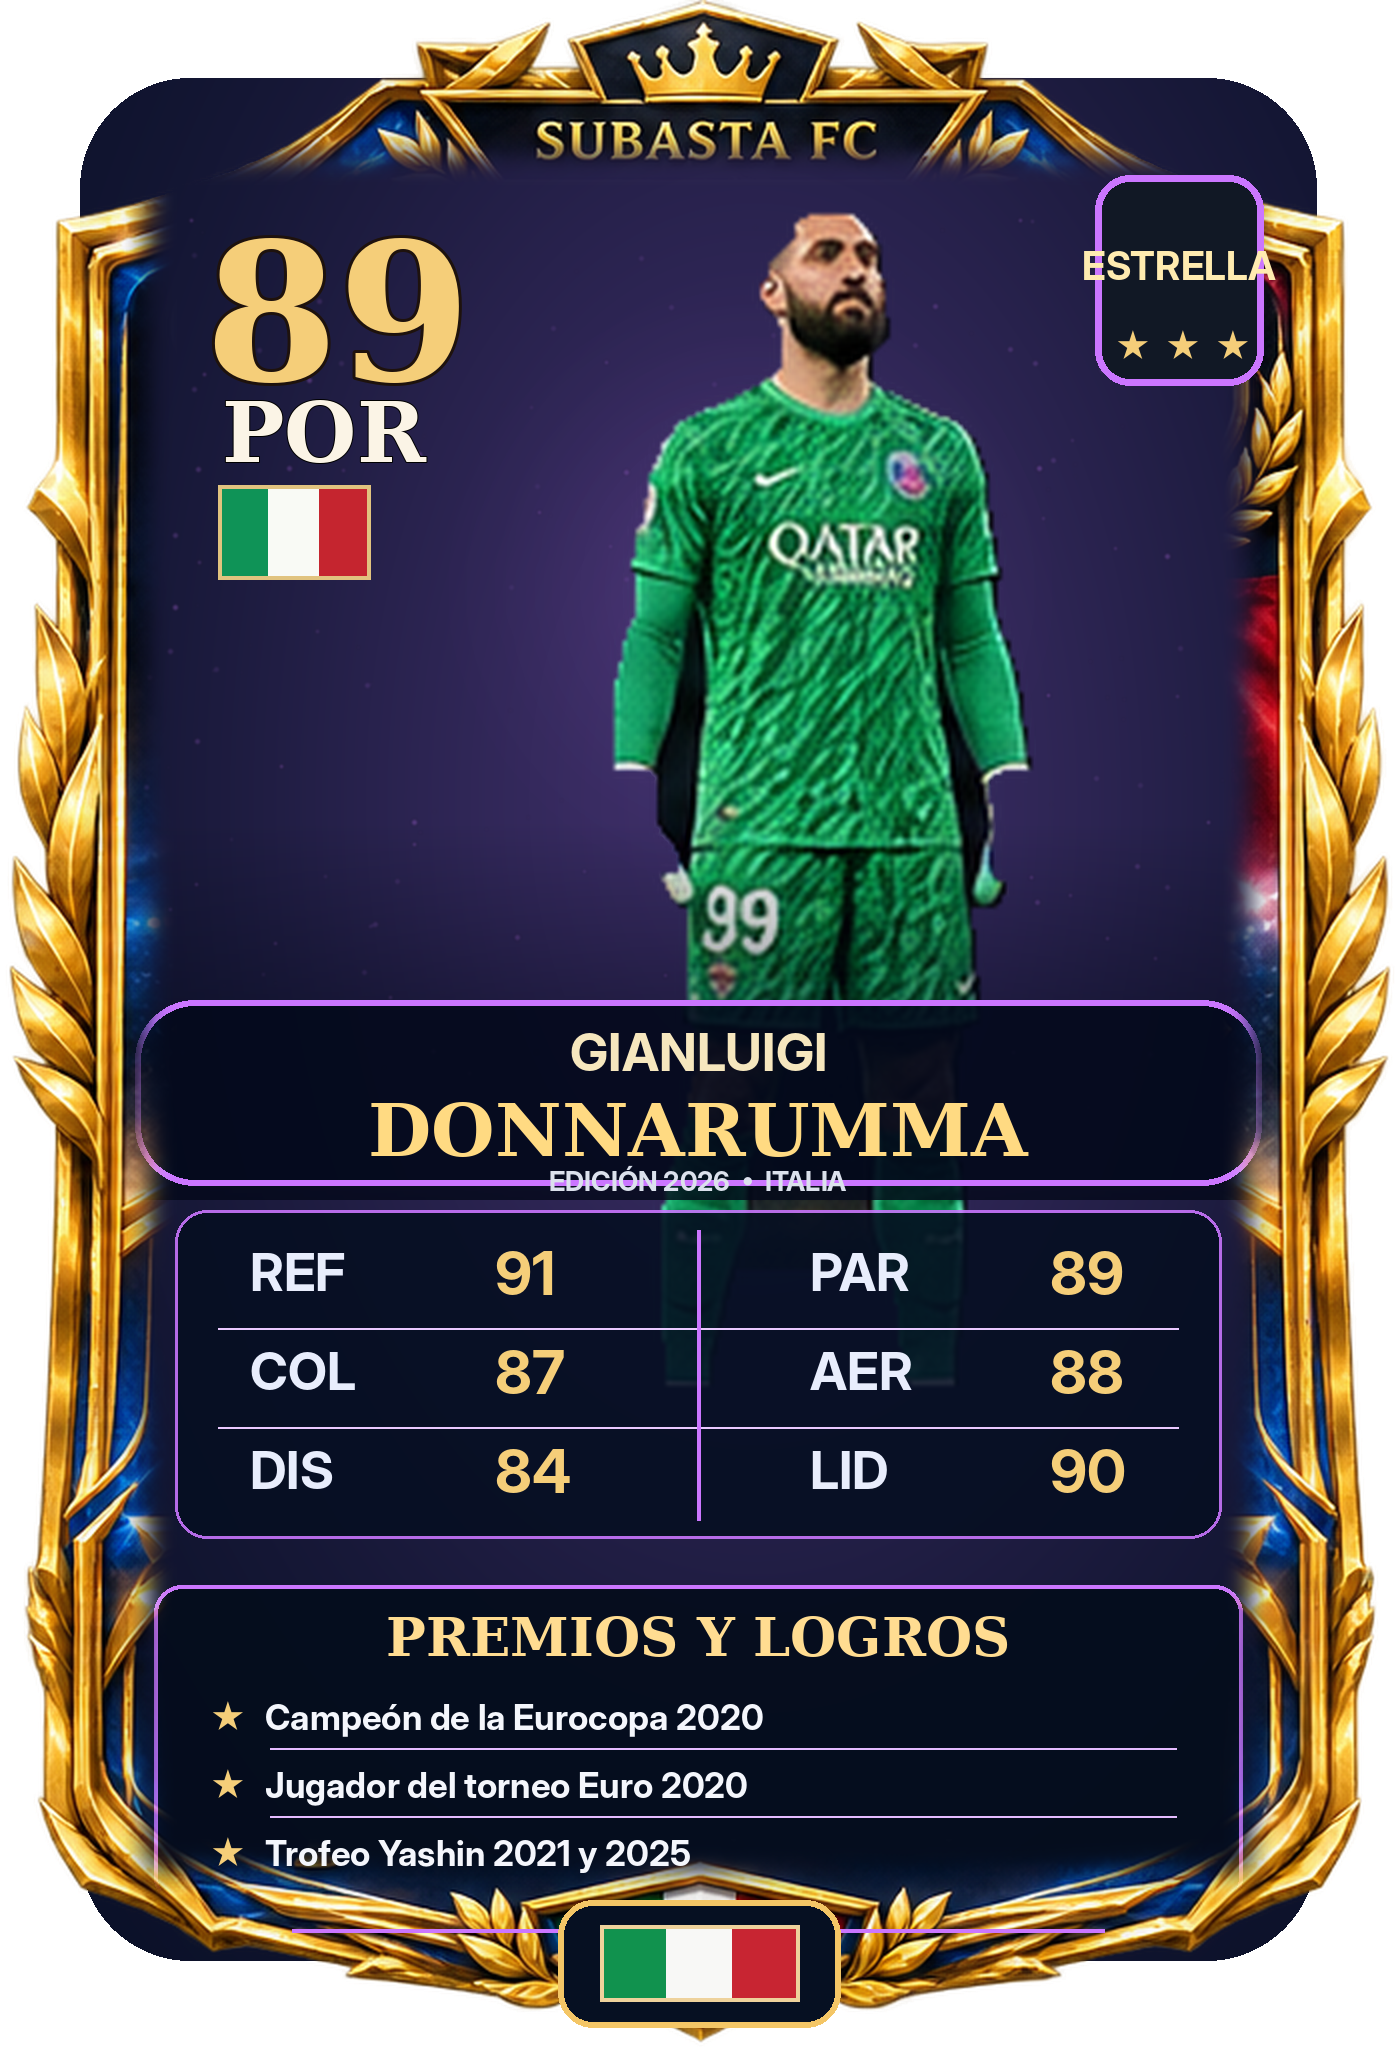 SUBASTA FC
89
POR
ESTRELLA
★ ★ ★
QATAR
99
GIANLUIGI
DONNARUMMA
EDICIÓN 2026 • ITALIA
REF 91 PAR 89
COL 87 AER 88
DIS 84 LID 90
PREMIOS Y LOGROS
★ Campeón de la Eurocopa 2020
★ Jugador del torneo Euro 2020
★ Trofeo Yashin 2021 y 2025